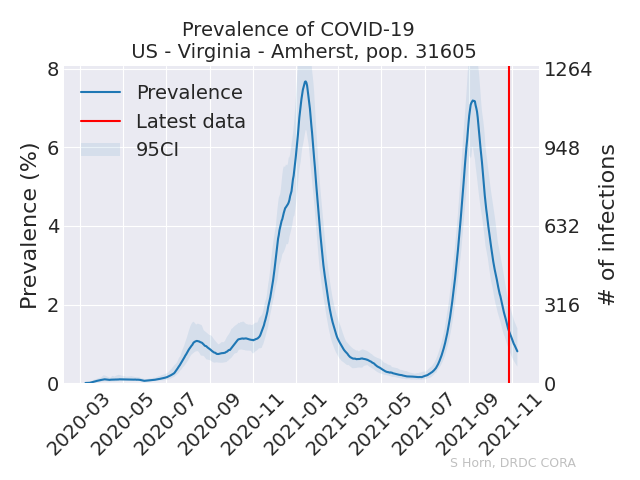 Prevalence of COVID-19
US - Virginia - Amherst, pop. 31605
Prevalence (%)
8
6
4
2
0
Prevalence
Latest data
95CI
1264
948
632
316
0
# of infections
2020-03
2020-05
2020-07
2020-09
2020-11
2021-01
2021-03
2021-05
2021-07
2021-09
2021-11
S Horn, DRDC CORA